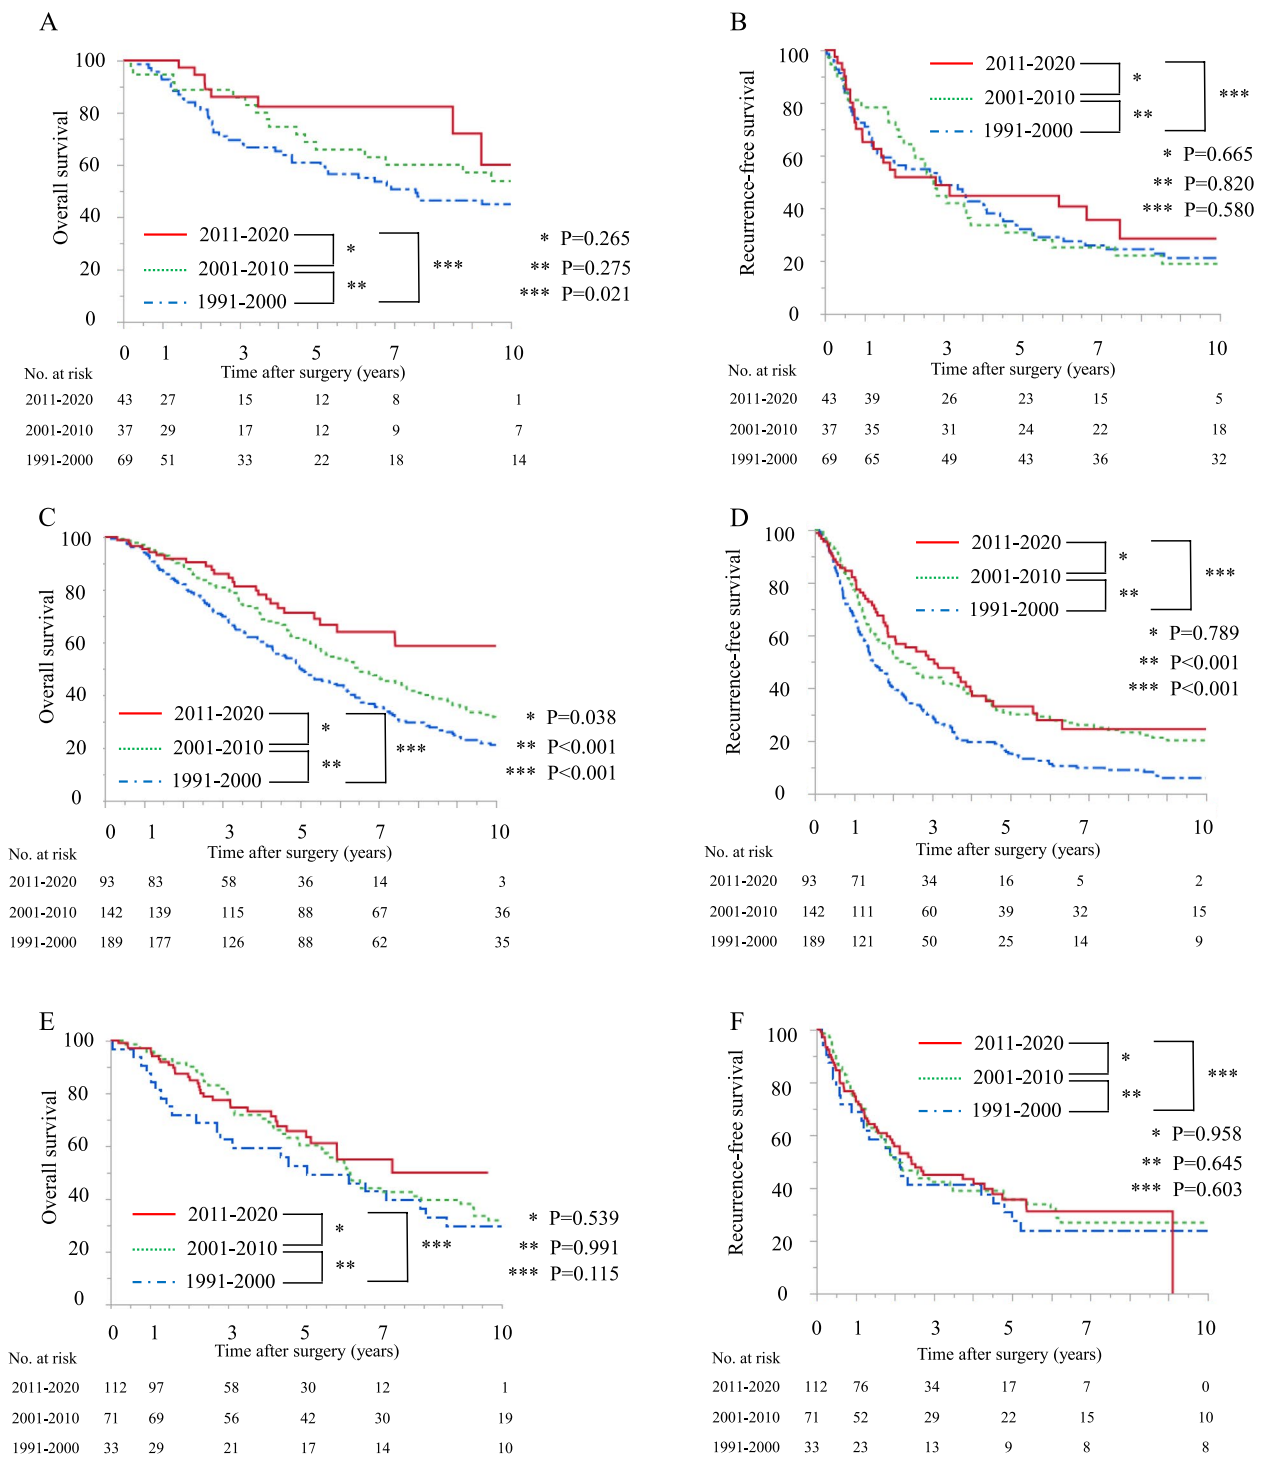 A
Overall survival
100
80
60
40
20
0
2011-2020
2001-2010
1991-2000
*
**
***
* P=0.265
** P=0.275
*** P=0.021
0 1 3 5 7 10
Time after surgery (years)
No. at risk
2011-2020 43 27 15 12 8 1
2001-2010 37 29 17 12 9 7
1991-2000 69 51 33 22 18 14
B
Recurrence-free survival
100
80
60
40
20
0
2011-2020
2001-2010
1991-2000
*
**
***
* P=0.665
** P=0.820
*** P=0.580
0 1 3 5 7 10
Time after surgery (years)
No. at risk
2011-2020 43 39 26 23 15 5
2001-2010 37 35 31 24 22 18
1991-2000 69 65 49 43 36 32
C
Overall survival
100
80
60
40
20
0
2011-2020
2001-2010
1991-2000
*
**
***
* P=0.038
** P<0.001
*** P<0.001
0 1 3 5 7 10
Time after surgery (years)
No. at risk
2011-2020 93 83 58 36 14 3
2001-2010 142 139 115 88 67 36
1991-2000 189 177 126 88 62 35
D
Recurrence-free survival
100
80
60
40
20
0
2011-2020
2001-2010
1991-2000
*
**
***
* P=0.789
** P<0.001
*** P<0.001
0 1 3 5 7 10
Time after surgery (years)
No. at risk
2011-2020 93 71 34 16 5 2
2001-2010 142 111 60 39 32 15
1991-2000 189 121 50 25 14 9
E
Overall survival
100
80
60
40
20
0
2011-2020
2001-2010
1991-2000
*
**
***
* P=0.539
** P=0.991
*** P=0.115
0 1 3 5 7 10
Time after surgery (years)
No. at risk
2011-2020 112 97 58 30 12 1
2001-2010 71 69 56 42 30 19
1991-2000 33 29 21 17 14 10
F
Recurrence-free survival
100
80
60
40
20
0
2011-2020
2001-2010
1991-2000
*
**
***
* P=0.958
** P=0.645
*** P=0.603
0 1 3 5 7 10
Time after surgery (years)
No. at risk
2011-2020 112 76 34 17 7 0
2001-2010 71 52 29 22 15 10
1991-2000 33 23 13 9 8 8